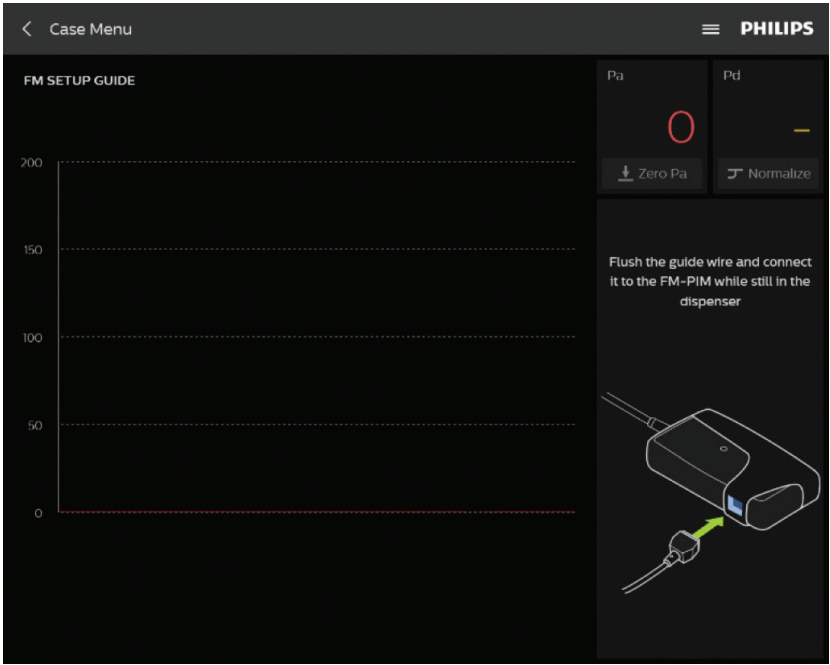 Case Menu
PHILIPS
FM SETUP GUIDE
Pa
Pd
0
–
Zero Pa
Normalize
200
150
100
50
0
Flush the guide wire and connect
it to the FM-PIM while still in the
dispenser